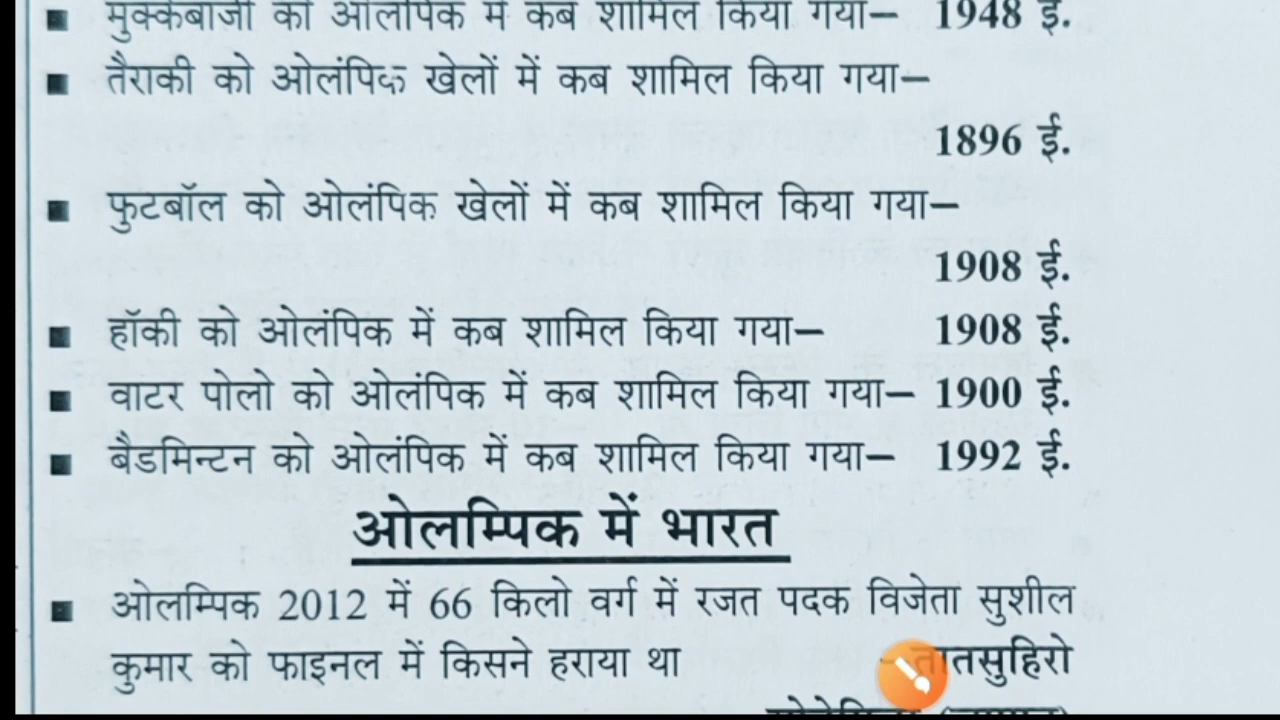 मुक्केबाजी को ओलंपिक में कब शामिल किया गया– 1948 ई.
तैराकी को ओलंपिक खेलों में कब शामिल किया गया–
1896 ई.
फुटबॉल को ओलंपिक खेलों में कब शामिल किया गया–
1908 ई.
हॉकी को ओलंपिक में कब शामिल किया गया– 1908 ई.
वाटर पोलो को ओलंपिक में कब शामिल किया गया– 1900 ई.
बैडमिन्टन को ओलंपिक में कब शामिल किया गया– 1992 ई.
ओलम्पिक में भारत
ओलम्पिक 2012 में 66 किलो वर्ग में रजत पदक विजेता सुशील
कुमार को फाइनल में किसने हराया था –तातसुहिरो